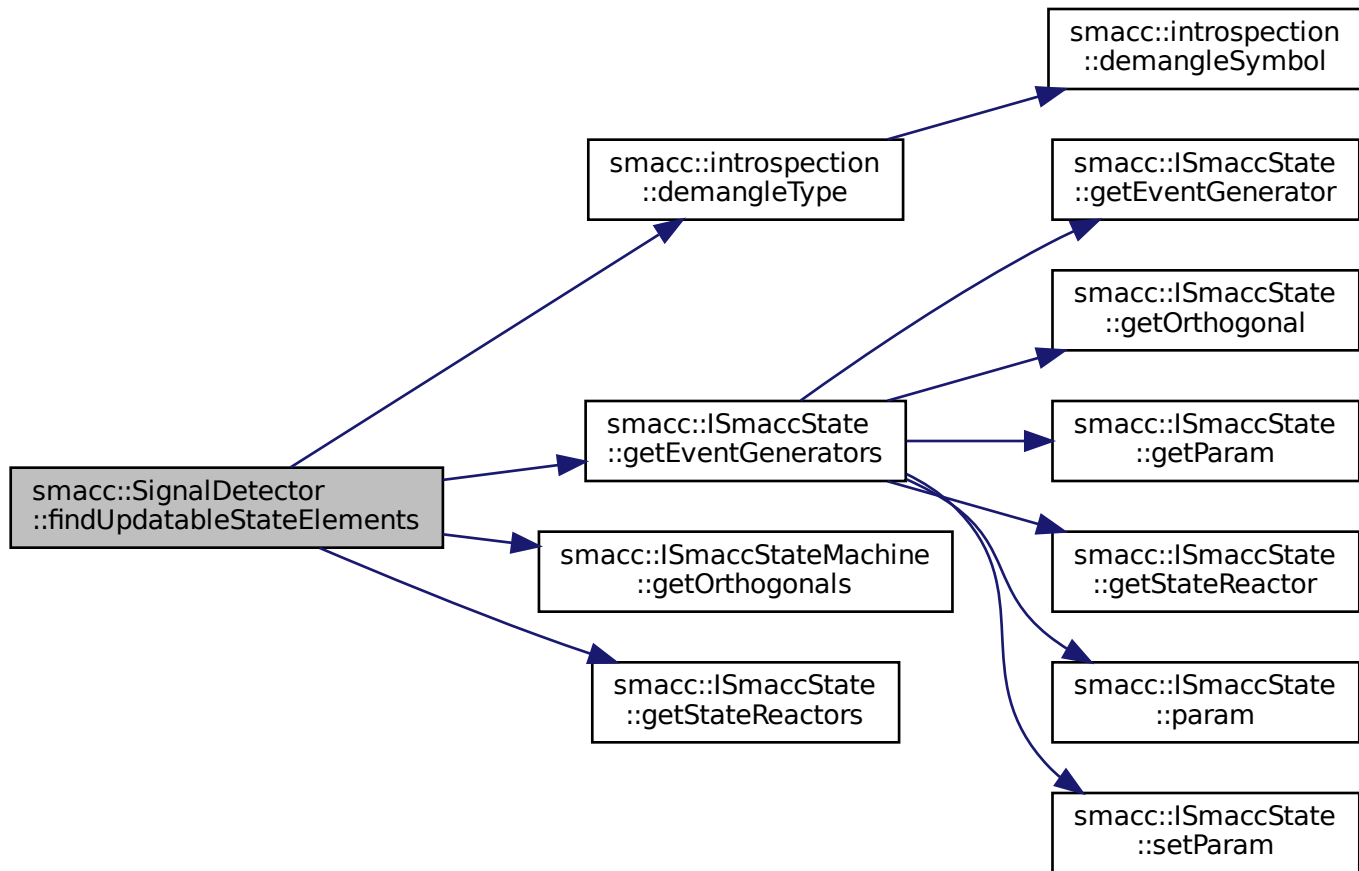 smacc::SignalDetector
::findUpdatableStateElements
smacc::introspection
::demangleType
smacc::introspection
::demangleSymbol
smacc::ISmaccState
::getEventGenerators
smacc::ISmaccState
::getEventGenerator
smacc::ISmaccState
::getOrthogonal
smacc::ISmaccState
::getParam
smacc::ISmaccState
::getStateReactor
smacc::ISmaccState
::param
smacc::ISmaccState
::setParam
smacc::ISmaccStateMachine
::getOrthogonals
smacc::ISmaccState
::getStateReactors